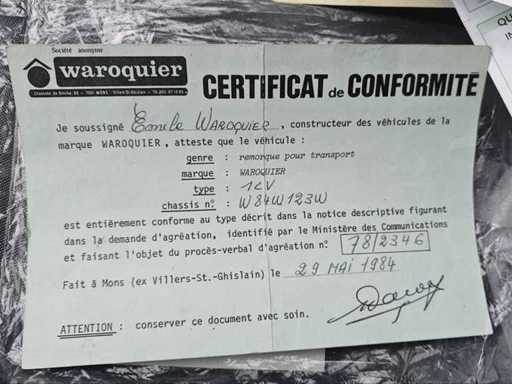 Société anonyme
waroquier
CERTIFICAT de CONFORMITÉ
Je soussigné Emile WAROQUIER, constructeur des véhicules de la
marque WAROQUIER, atteste que le véhicule :
genre : remorque pour transport
marque : WAROQUIER
type : 1CV
chassis n° : W84W123W
est entièrement conforme au type décrit dans la notice descriptive figurant
dans la demande d'agréation, identifié par le Ministère des Communications
et faisant l'objet du procès-verbal d'agréation n° 78/2346
Fait à Mons (ex Villers-St.-Ghislain) le 29 MAI 1984
ATTENTION : conserver ce document avec soin.